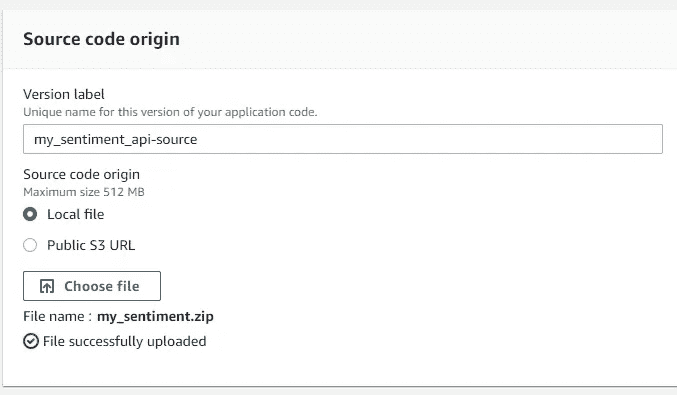 Source code origin
Version label
Unique name for this version of your application code.
my_sentiment_api-source
Source code origin
Maximum size 512 MB
Local file
Public S3 URL
Choose file
File name : my_sentiment.zip
File successfully uploaded